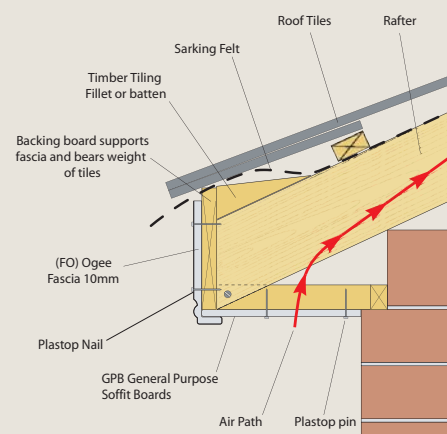 Roof Tiles
Rafter
Sarking Felt
Timber Tiling
Fillet or batten
Backing board supports
fascia and bears weight
of tiles
(FO) Ogee
Fascia 10mm
Plastop Nail
GPB General Purpose
Soffit Boards
Air Path
Plastop pin